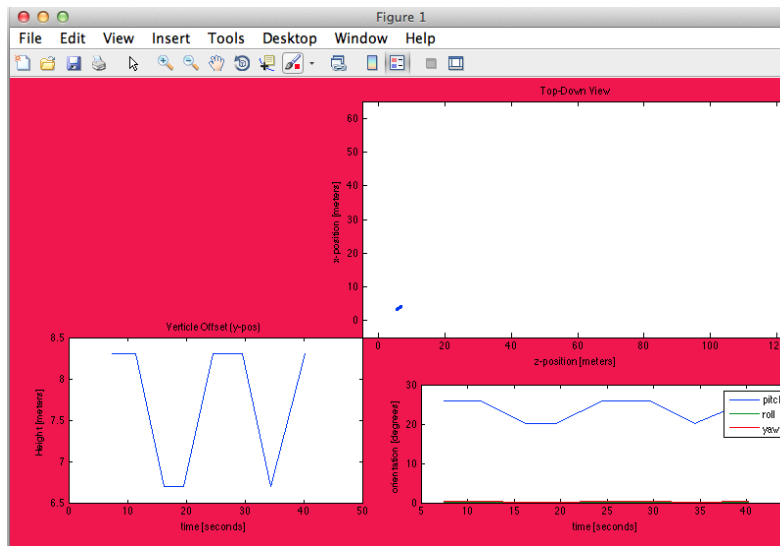 Figure 1
File Edit View Insert Tools Desktop Window Help
Top-Down View
60
50
40
30
20
10
0
x-position [meters]
0 20 40 60 80 100
z-position [meters]
Verticle Offset (y-pos)
8.5
8
7.5
7
6.5
Height [meters]
0 10 20 30 40 50
time [seconds]
30
20
10
0
orientation [degrees]
pitch
roll
yaw
5 10 15 20 25 30 35 40
time [seconds]